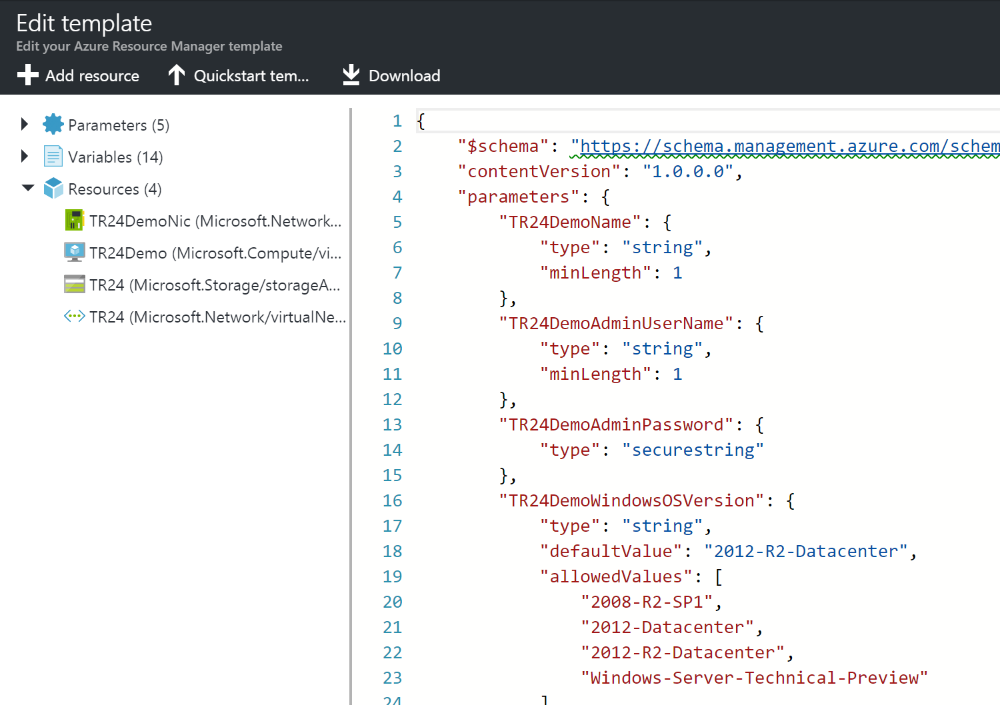 Edit template
Edit your Azure Resource Manager template
Add resource
Quickstart tem...
Download
Parameters (5)
Variables (14)
Resources (4)
TR24DemoNic (Microsoft.Network...
TR24Demo (Microsoft.Compute/vi...
TR24 (Microsoft.Storage/storageA...
TR24 (Microsoft.Network/virtualNe...
1 {
2 "$schema": "https://schema.management.azure.com/schem
3 "contentVersion": "1.0.0.0",
4 "parameters": {
5 "TR24DemoName": {
6 "type": "string",
7 "minLength": 1
8 },
9 "TR24DemoAdminUserName": {
10 "type": "string",
11 "minLength": 1
12 },
13 "TR24DemoAdminPassword": {
14 "type": "securestring"
15 },
16 "TR24DemoWindowsOSVersion": {
17 "type": "string",
18 "defaultValue": "2012-R2-Datacenter",
19 "allowedValues": [
20 "2008-R2-SP1",
21 "2012-Datacenter",
22 "2012-R2-Datacenter",
23 "Windows-Server-Technical-Preview"
24 ]